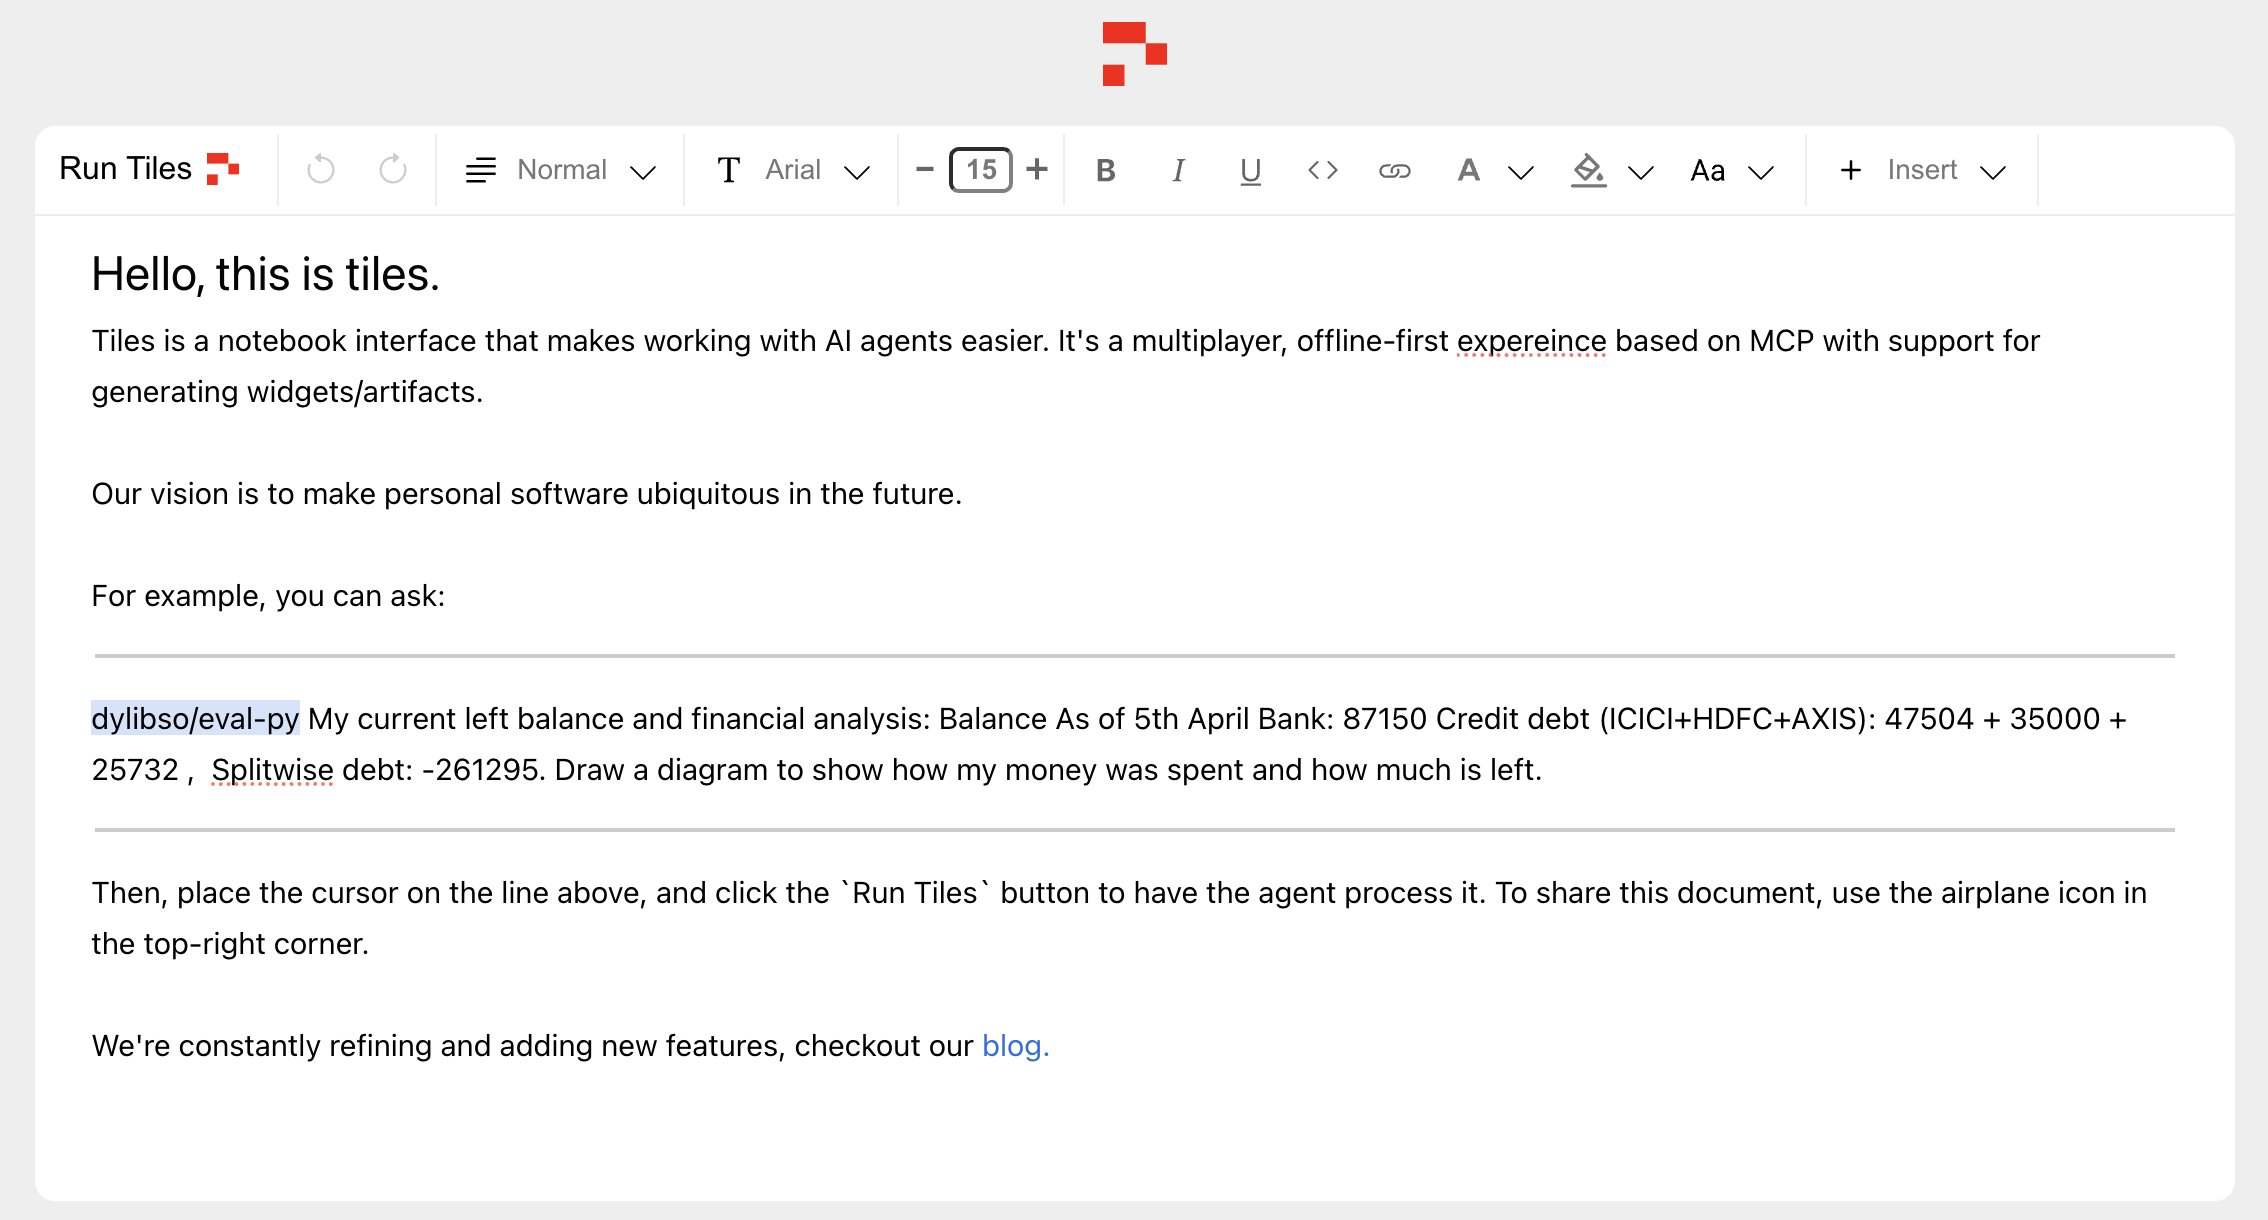 Run Tiles Normal T Arial − 15 + B I U <> A Aa + Insert
Hello, this is tiles.
Tiles is a notebook interface that makes working with AI agents easier. It's a multiplayer, offline-first expereince based on MCP with support for
generating widgets/artifacts.
Our vision is to make personal software ubiquitous in the future.
For example, you can ask:
dylibso/eval-py My current left balance and financial analysis: Balance As of 5th April Bank: 87150 Credit debt (ICICI+HDFC+AXIS): 47504 + 35000 +
25732 ,  Splitwise debt: -261295. Draw a diagram to show how my money was spent and how much is left.
Then, place the cursor on the line above, and click the `Run Tiles` button to have the agent process it. To share this document, use the airplane icon in
the top-right corner.
We're constantly refining and adding new features, checkout our blog.